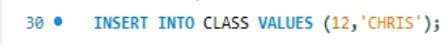 30 INSERT INTO CLASS VALUES (12,'CHRIS');